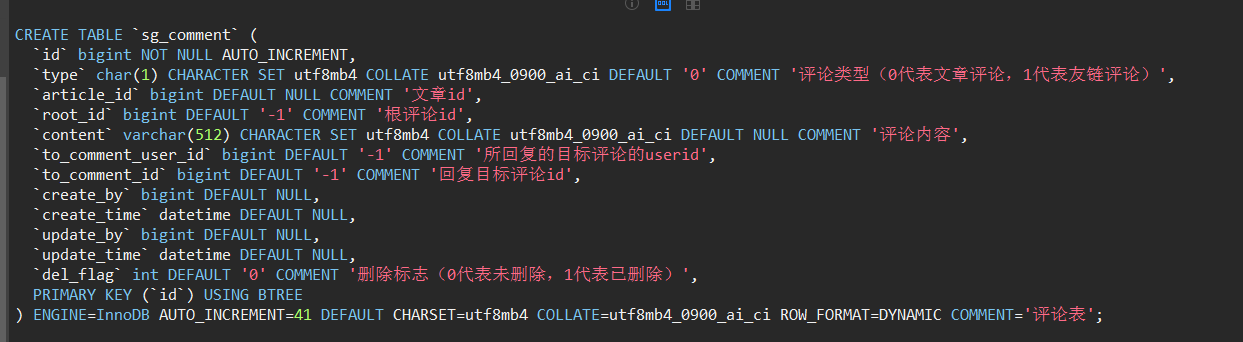 CREATE TABLE `sg_comment` (
  `id` bigint NOT NULL AUTO_INCREMENT,
  `type` char(1) CHARACTER SET utf8mb4 COLLATE utf8mb4_0900_ai_ci DEFAULT '0' COMMENT '评论类型（0代表文章评论，1代表友链评论）',
  `article_id` bigint DEFAULT NULL COMMENT '文章id',
  `root_id` bigint DEFAULT '-1' COMMENT '根评论id',
  `content` varchar(512) CHARACTER SET utf8mb4 COLLATE utf8mb4_0900_ai_ci DEFAULT NULL COMMENT '评论内容',
  `to_comment_user_id` bigint DEFAULT '-1' COMMENT '所回复的目标评论的userid',
  `to_comment_id` bigint DEFAULT '-1' COMMENT '回复目标评论id',
  `create_by` bigint DEFAULT NULL,
  `create_time` datetime DEFAULT NULL,
  `update_by` bigint DEFAULT NULL,
  `update_time` datetime DEFAULT NULL,
  `del_flag` int DEFAULT '0' COMMENT '删除标志（0代表未删除，1代表已删除）',
  PRIMARY KEY (`id`) USING BTREE
) ENGINE=InnoDB AUTO_INCREMENT=41 DEFAULT CHARSET=utf8mb4 COLLATE=utf8mb4_0900_ai_ci ROW_FORMAT=DYNAMIC COMMENT='评论表';